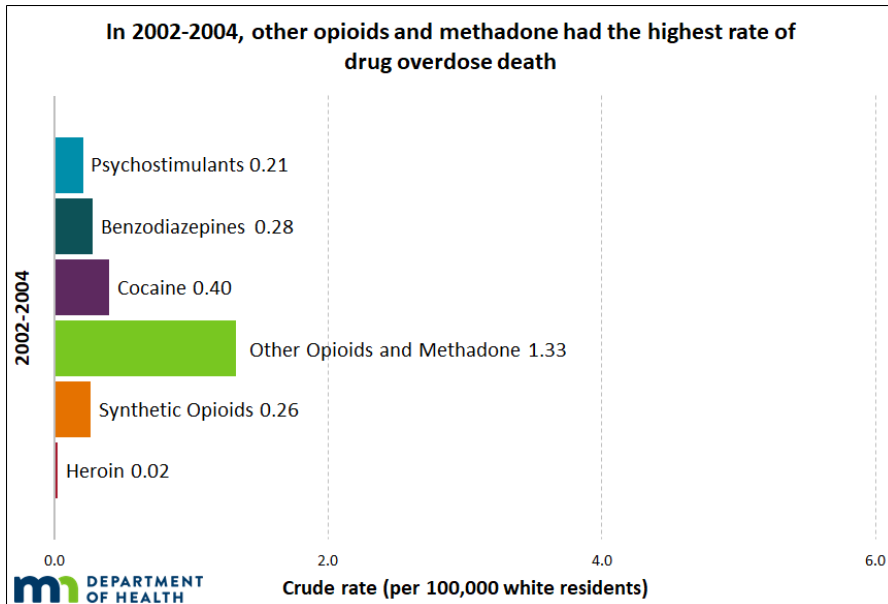 In 2002-2004, other opioids and methadone had the highest rate of
drug overdose death
2002-2004
Psychostimulants 0.21
Benzodiazepines 0.28
Cocaine 0.40
Other Opioids and Methadone 1.33
Synthetic Opioids 0.26
Heroin 0.02
0.0 2.0 4.0 6.0
Crude rate (per 100,000 white residents)
mn DEPARTMENT
OF HEALTH